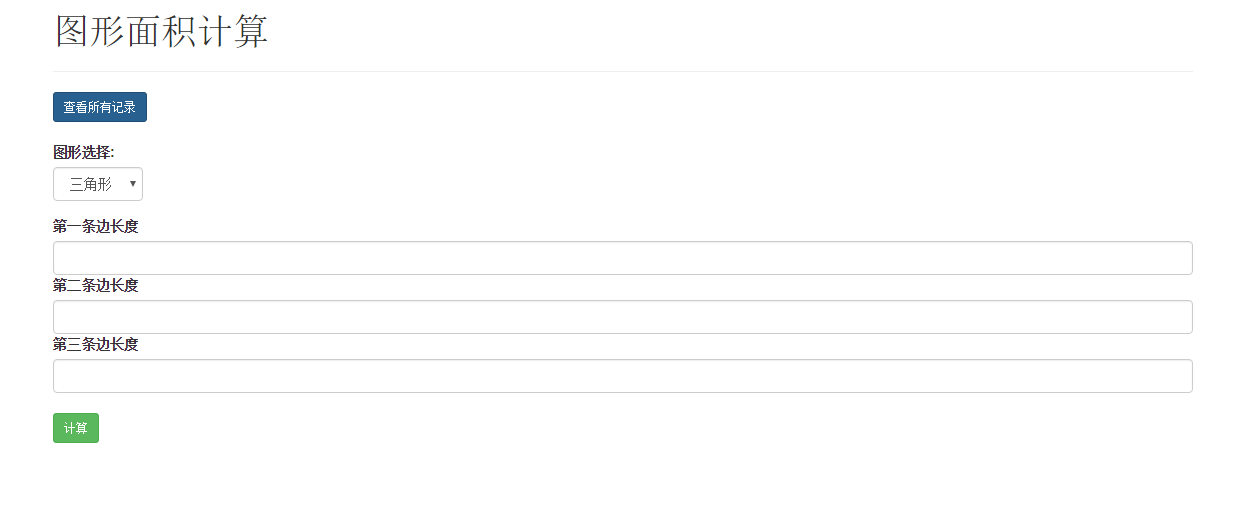 图形面积计算
查看所有记录
图形选择:
三角形
第一条边长度
第二条边长度
第三条边长度
计算